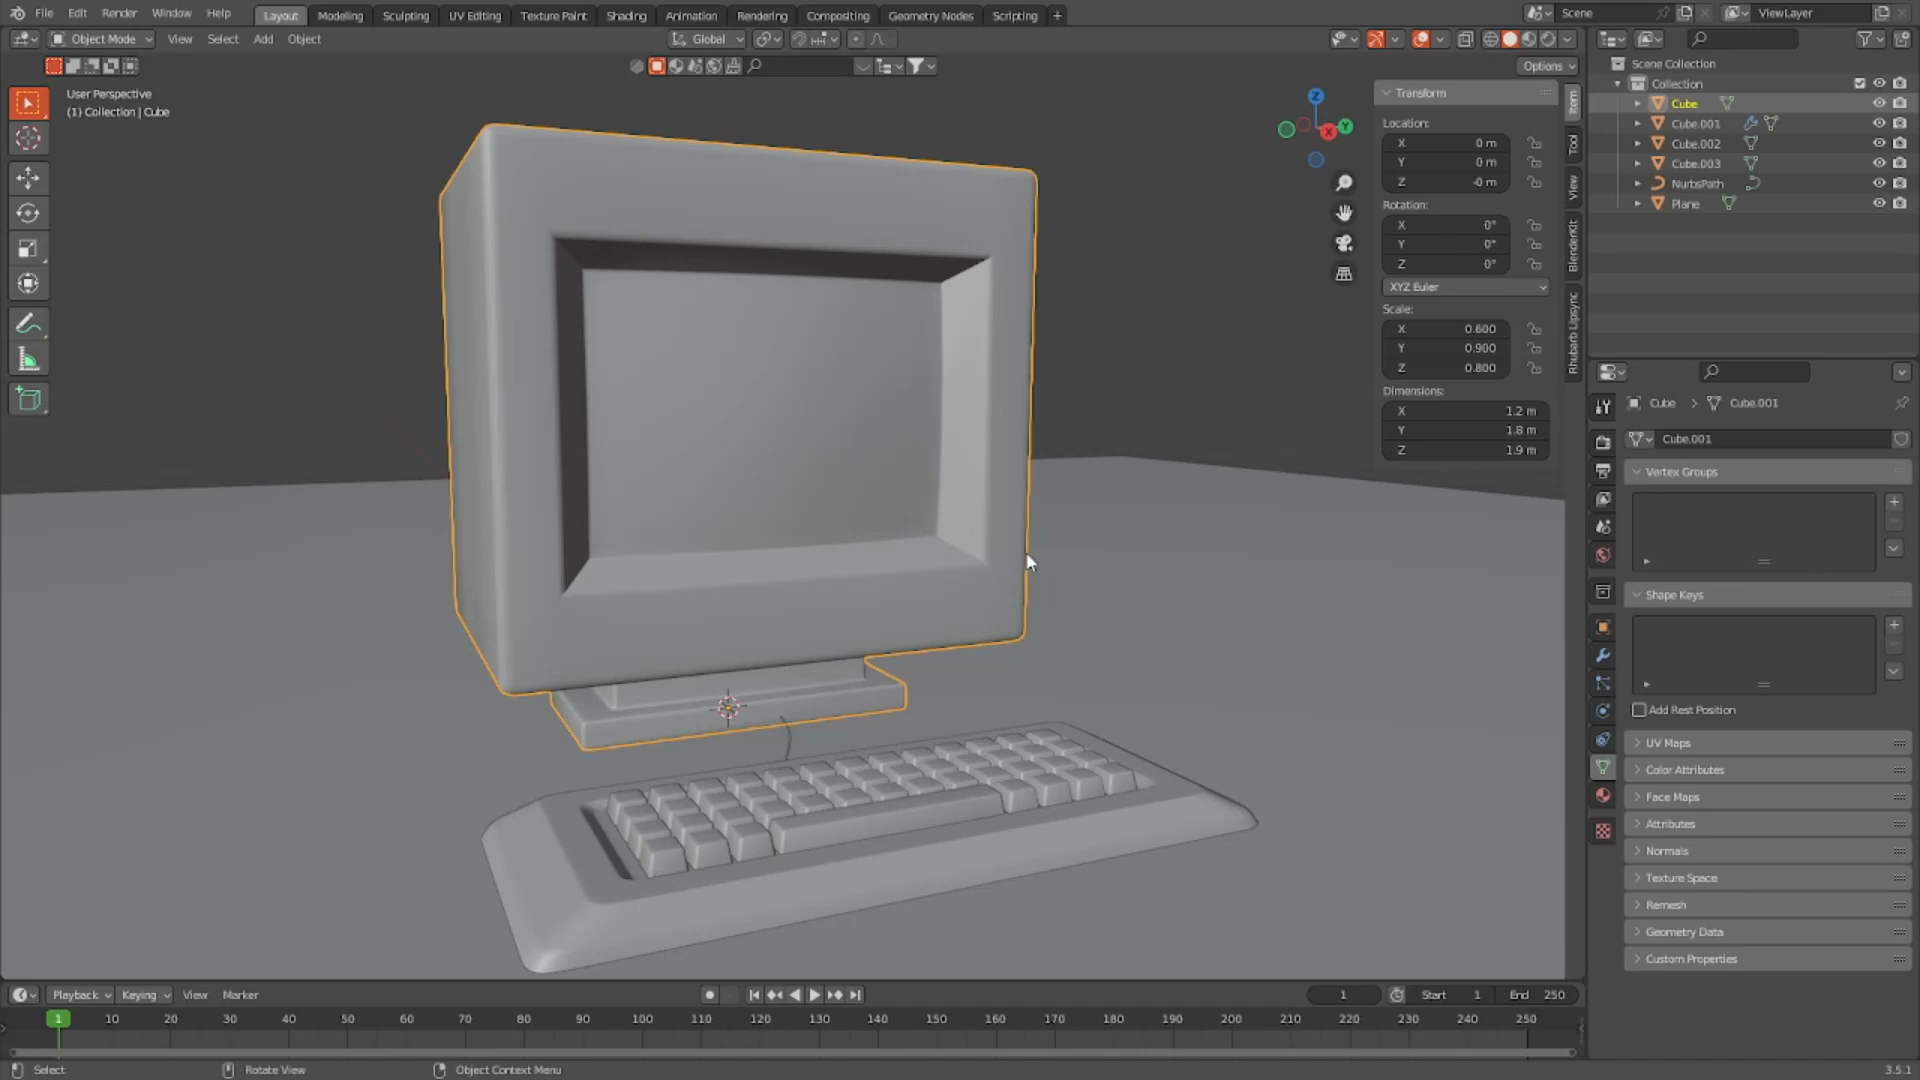 File Edit Render Window Help Layout Modeling Sculpting UV Editing Texture Paint Shading Animation Rendering Compositing Geometry Nodes Scripting + Scene ViewLayer
Object Mode View Select Add Object Global
Options
User Perspective
(1) Collection | Cube
Z
Y
X
Transform
Location:
X 0 m
Y 0 m
Z -0 m
Rotation:
X 0°
Y 0°
Z 0°
XYZ Euler
Scale:
X 0.600
Y 0.900
Z 0.800
Dimensions:
X 1.2 m
Y 1.8 m
Z 1.9 m
Item
Tool
View
BlenderKit
Rhubarb Lipsync
Scene Collection
Collection
Cube
Cube.001
Cube.002
Cube.003
NurbsPath
Plane
Cube > Cube.001
Cube.001
Vertex Groups
Shape Keys
Add Rest Position
UV Maps
Color Attributes
Face Maps
Attributes
Normals
Texture Space
Remesh
Geometry Data
Custom Properties
Playback Keying View Marker 1 Start 1 End 250
1 10 20 30 40 50 60 70 80 90 100 110 120 130 140 150 160 170 180 190 200 210 220 230 240 250
Select Rotate View Object Context Menu 3.5.1